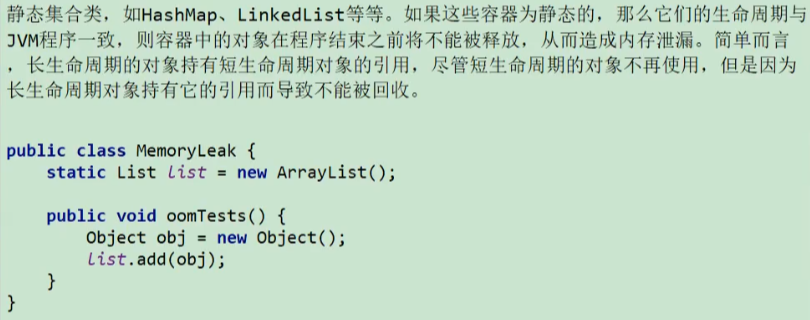 静态集合类，如HashMap、LinkedList等等。如果这些容器为静态的，那么它们的生命周期与
JVM程序一致，则容器中的对象在程序结束之前将不能被释放，从而造成内存泄漏。简单而言
，长生命周期的对象持有短生命周期对象的引用，尽管短生命周期的对象不再使用，但是因为
长生命周期对象持有它的引用而导致不能被回收。
public class MemoryLeak {
    static List list = new ArrayList();
    public void oomTests() {
        Object obj = new Object();
        list.add(obj);
    }
}